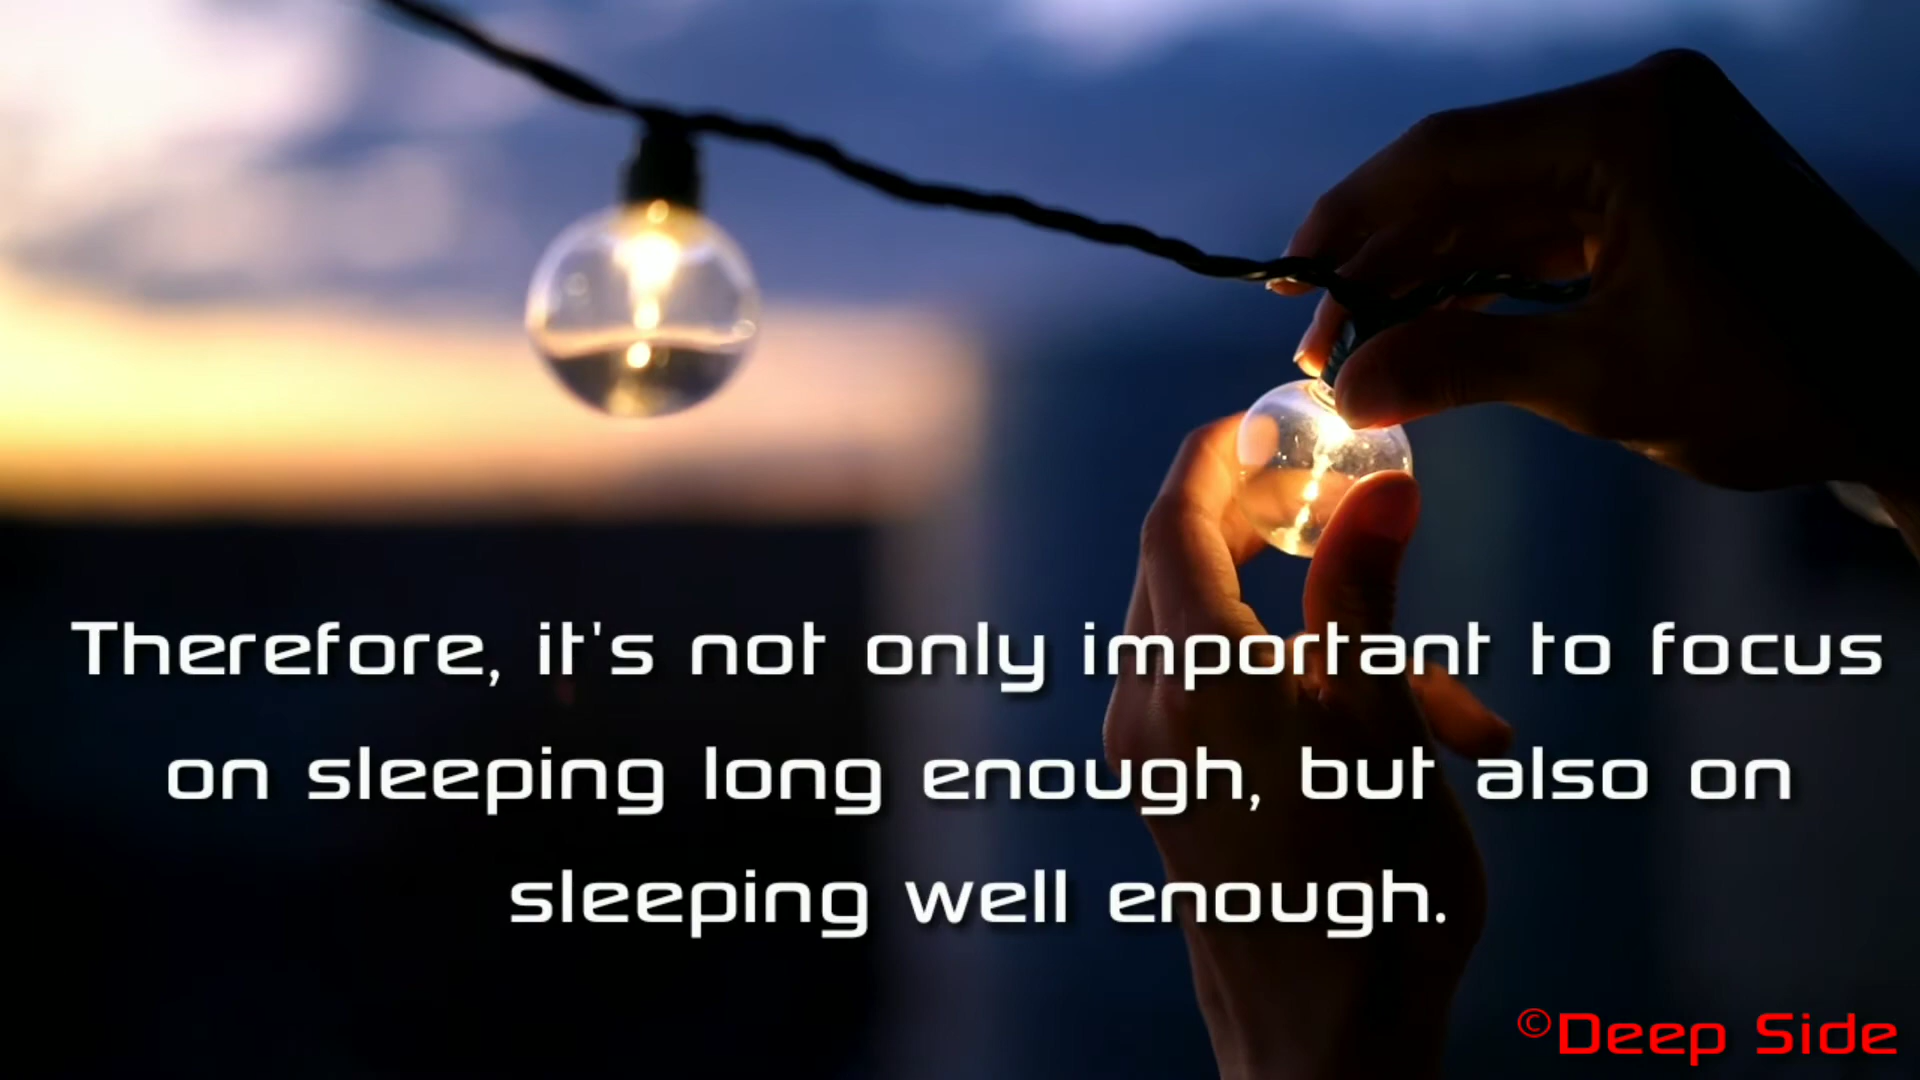 Therefore, it's not only important to focus
on sleeping long enough, but also on
sleeping well enough.
©Deep Side